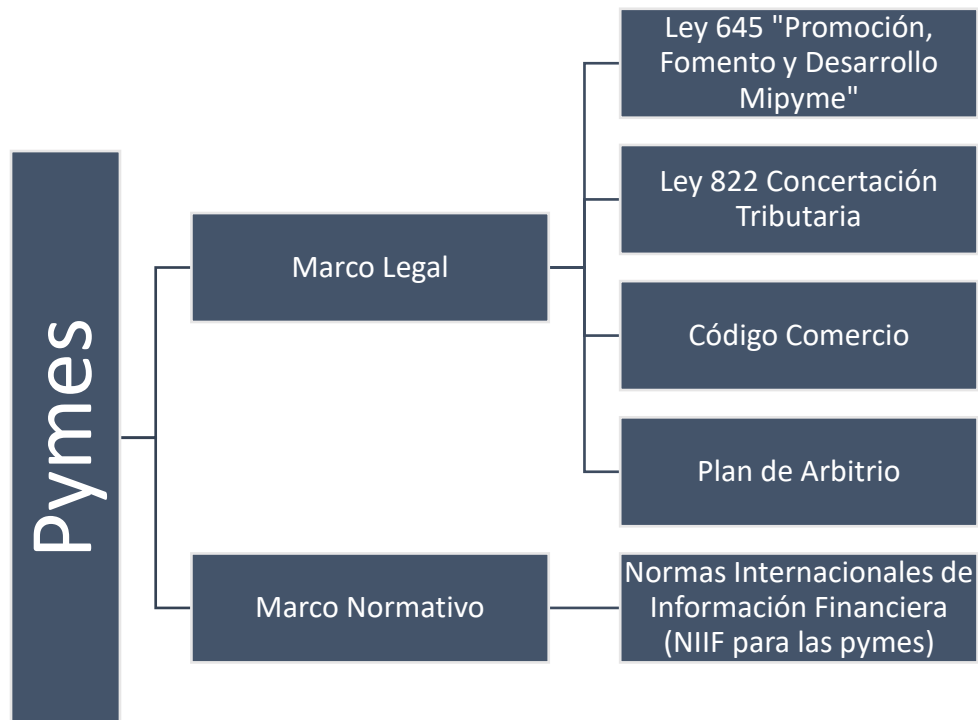 Pymes
Marco Legal
Ley 645 "Promoción,
Fomento y Desarrollo
Mipyme"
Ley 822 Concertación
Tributaria
Código Comercio
Plan de Arbitrio
Marco Normativo
Normas Internacionales de
Información Financiera
(NIIF para las pymes)